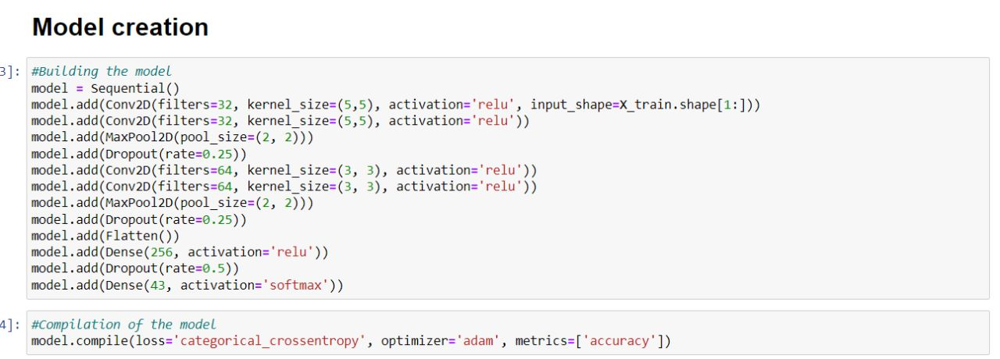 Model creation
3]: #Building the model
model = Sequential()
model.add(Conv2D(filters=32, kernel_size=(5,5), activation='relu', input_shape=X_train.shape[1:]))
model.add(Conv2D(filters=32, kernel_size=(5,5), activation='relu'))
model.add(MaxPool2D(pool_size=(2, 2)))
model.add(Dropout(rate=0.25))
model.add(Conv2D(filters=64, kernel_size=(3, 3), activation='relu'))
model.add(Conv2D(filters=64, kernel_size=(3, 3), activation='relu'))
model.add(MaxPool2D(pool_size=(2, 2)))
model.add(Dropout(rate=0.25))
model.add(Flatten())
model.add(Dense(256, activation='relu'))
model.add(Dropout(rate=0.5))
model.add(Dense(43, activation='softmax'))
4]: #Compilation of the model
model.compile(loss='categorical_crossentropy', optimizer='adam', metrics=['accuracy'])